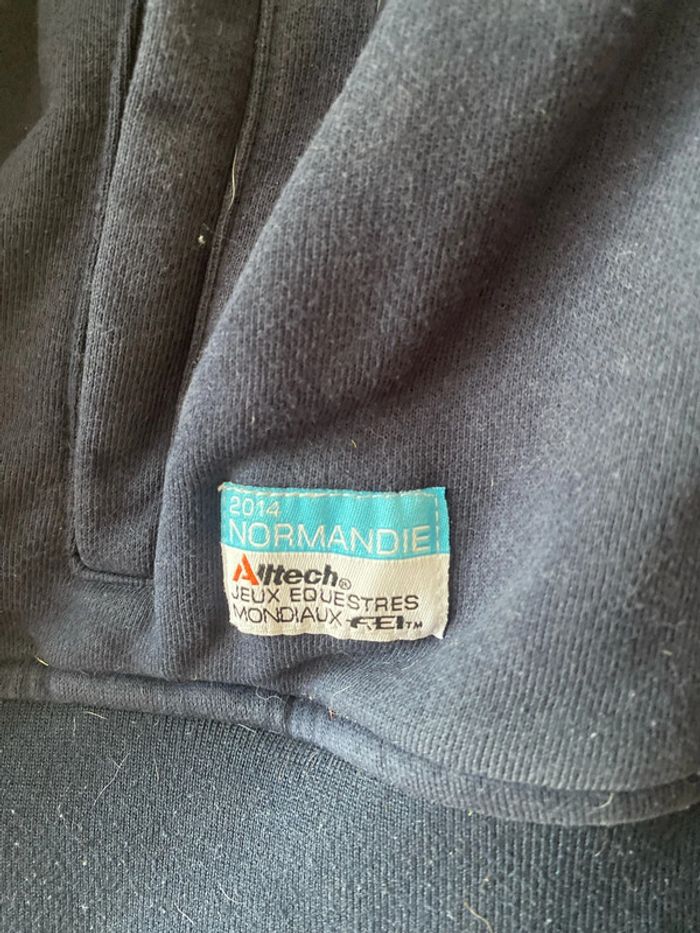 2014
NORMANDIE
Alltech®
JEUX EQUESTRES
MONDIAUX FEI™